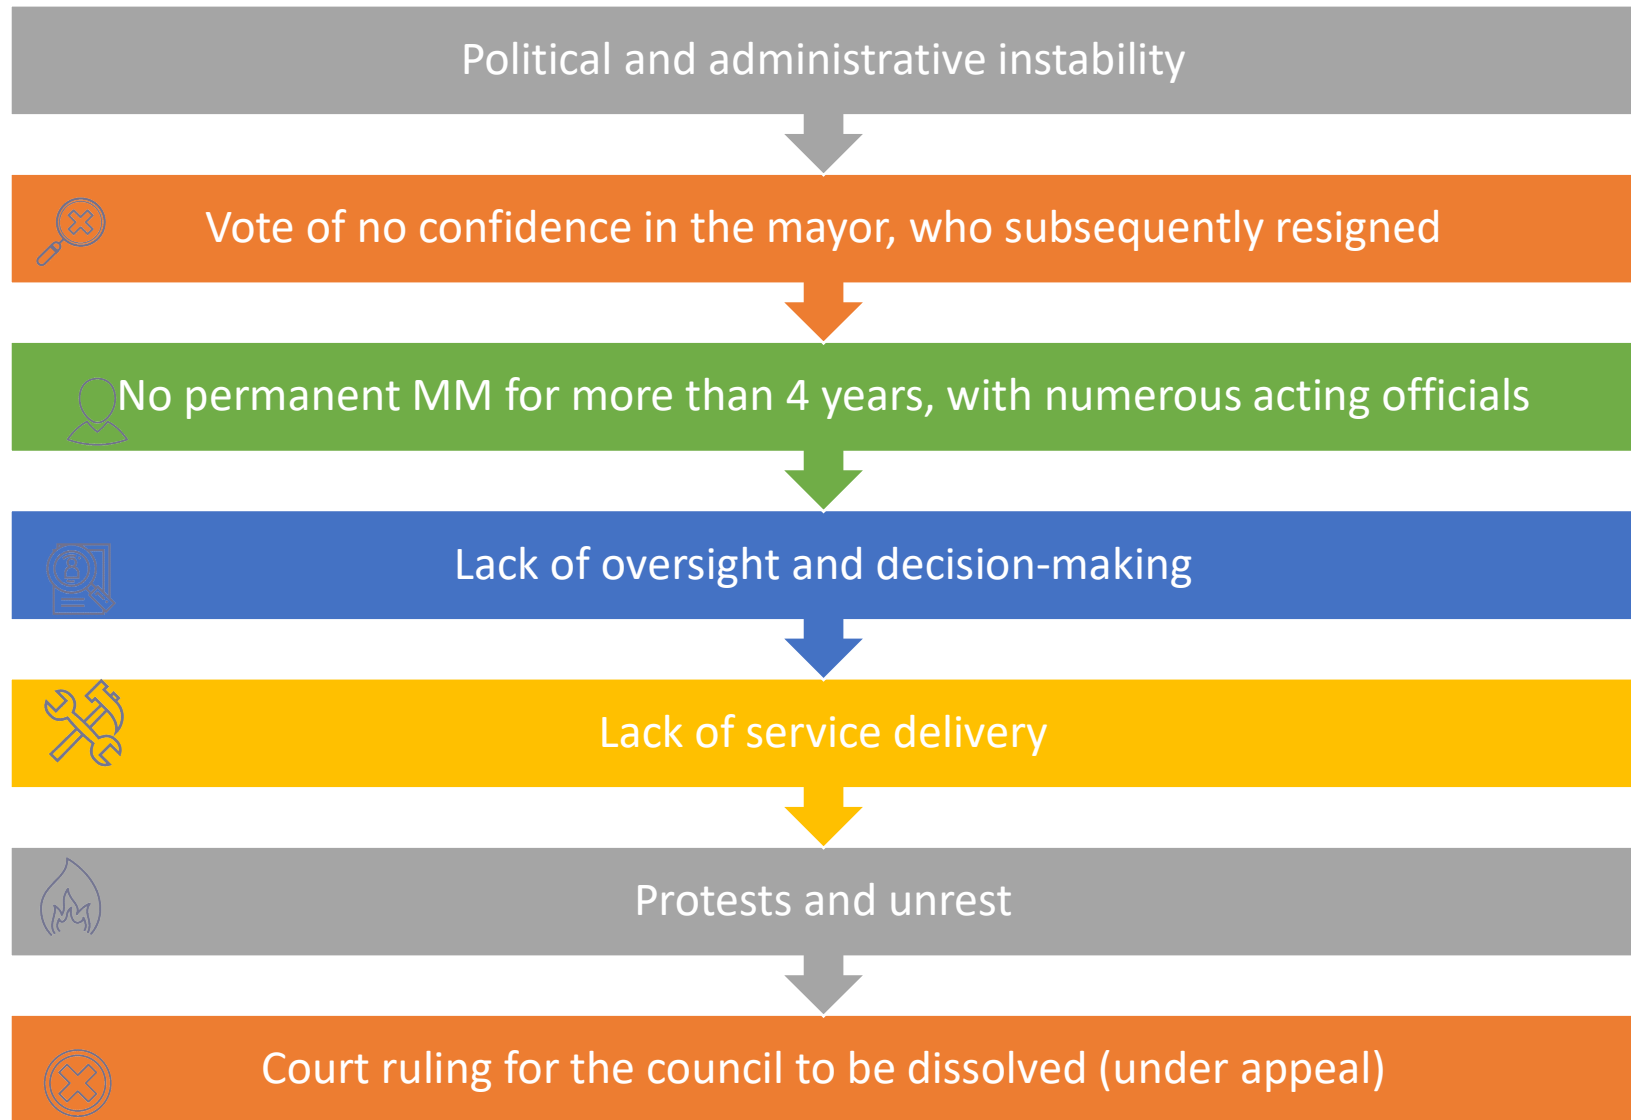 Political and administrative instability
Vote of no confidence in the mayor, who subsequently resigned
No permanent MM for more than 4 years, with numerous acting officials
Lack of oversight and decision-making
Lack of service delivery
Protests and unrest
Court ruling for the council to be dissolved (under appeal)